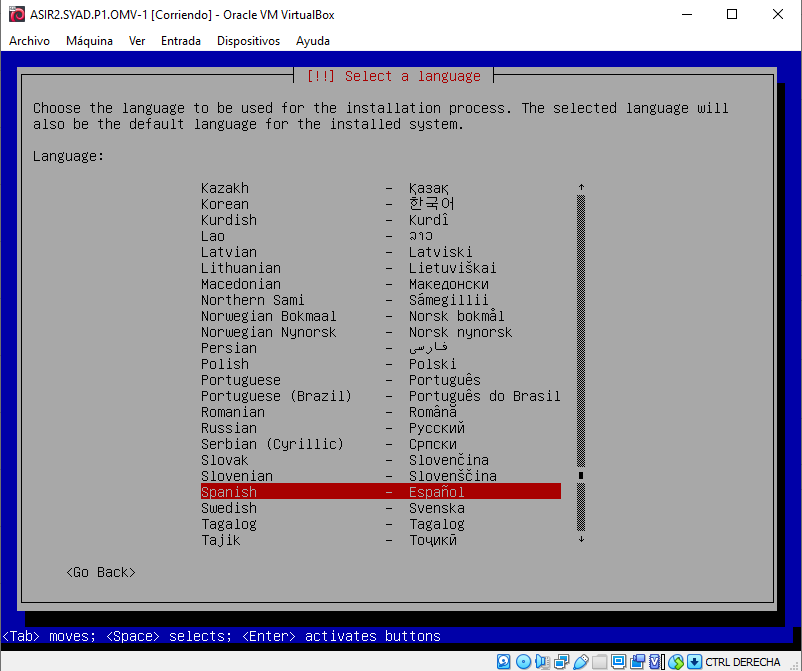 ASIR2.SYAD.P1.OMV-1 [Corriendo] - Oracle VM VirtualBox
Archivo Máquina Ver Entrada Dispositivos Ayuda
[!!] Select a language
Choose the language to be used for the installation process. The selected language will
also be the default language for the installed system.
Language:
Kazakh - Қазақ
Korean - 한국어
Kurdish - Kurdî
Lao - ລາວ
Latvian - Latviski
Lithuanian - Lietuviškai
Macedonian - Македонски
Northern Sami - Sámegillii
Norwegian Bokmaal - Norsk bokmål
Norwegian Nynorsk - Norsk nynorsk
Persian - فارسی
Polish - Polski
Portuguese - Português
Portuguese (Brazil) - Português do Brasil
Romanian - Română
Russian - Русский
Serbian (Cyrillic) - Српски
Slovak - Slovenčina
Slovenian - Slovenščina
Spanish - Español
Swedish - Svenska
Tagalog - Tagalog
Tajik - Тоҷикӣ
<Go Back>
<Tab> moves; <Space> selects; <Enter> activates buttons
CTRL DERECHA